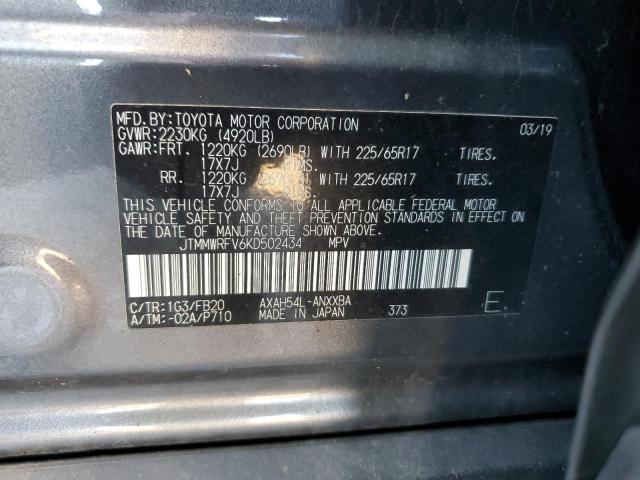 MFD.BY:TOYOTA MOTOR CORPORATION 03/19
GVWR:2230KG (4920LB)
GAWR:FRT. 1220KG (2690LB) WITH 225/65R17 TIRES.
17X7J
RR. 1220KG WITH 225/65R17 TIRES.
17X7J
THIS VEHICLE CONFORMS TO ALL APPLICABLE FEDERAL MOTOR
VEHICLE SAFETY AND THEFT PREVENTION STANDARDS IN EFFECT ON
THE DATE OF MANUFACTURE SHOWN ABOVE.
JTMMWRFV6KD502434 MPV
C/TR:1G3/FB20 AXAH54L-ANXXBA E.
A/TM:-02A/P710 MADE IN JAPAN 373